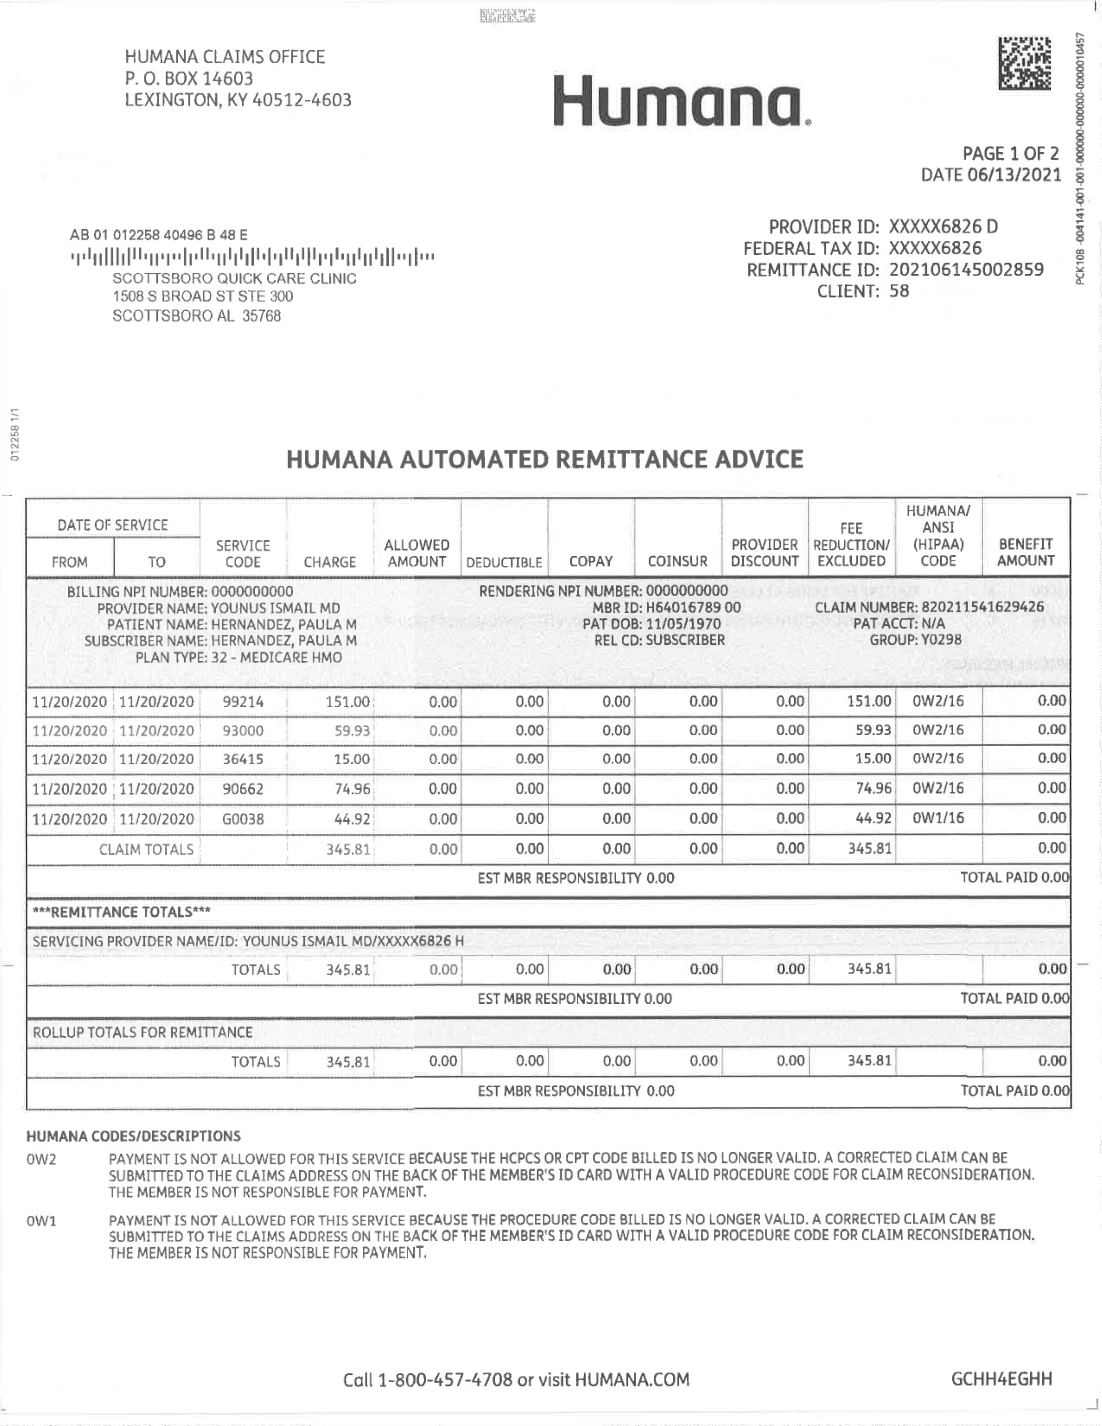 HUMANA CLAIMS OFFICE
P. O. BOX 14603
LEXINGTON, KY 40512-4603
Humana.
PAGE 1 OF 2
DATE 06/13/2021
PCK10B -004141-001-001-000000-000000-0000010457
AB 01 012258 40496 B 48 E
SCOTTSBORO QUICK CARE CLINIC
1508 S BROAD ST STE 300
SCOTTSBORO AL 35768
PROVIDER ID: XXXXX6826 D
FEDERAL TAX ID: XXXXX6826
REMITTANCE ID: 202106145002859
CLIENT: 58
012258 1/1
HUMANA AUTOMATED REMITTANCE ADVICE
DATE OF SERVICE
FROM TO SERVICE CODE CHARGE ALLOWED AMOUNT DEDUCTIBLE COPAY COINSUR PROVIDER DISCOUNT FEE REDUCTION/ EXCLUDED HUMANA/ ANSI (HIPAA) CODE BENEFIT AMOUNT
BILLING NPI NUMBER: 0000000000 RENDERING NPI NUMBER: 0000000000
PROVIDER NAME: YOUNUS ISMAIL MD MBR ID: H64016789 00 CLAIM NUMBER: 820211541629426
PATIENT NAME: HERNANDEZ, PAULA M PAT DOB: 11/05/1970 PAT ACCT: N/A
SUBSCRIBER NAME: HERNANDEZ, PAULA M REL CD: SUBSCRIBER GROUP: Y0298
PLAN TYPE: 32 - MEDICARE HMO
11/20/2020 11/20/2020 99214 151.00 0.00 0.00 0.00 0.00 0.00 151.00 0W2/16 0.00
11/20/2020 11/20/2020 93000 59.93 0.00 0.00 0.00 0.00 0.00 59.93 0W2/16 0.00
11/20/2020 11/20/2020 36415 15.00 0.00 0.00 0.00 0.00 0.00 15.00 0W2/16 0.00
11/20/2020 11/20/2020 90662 74.96 0.00 0.00 0.00 0.00 0.00 74.96 0W2/16 0.00
11/20/2020 11/20/2020 G0038 44.92 0.00 0.00 0.00 0.00 0.00 44.92 0W1/16 0.00
CLAIM TOTALS 345.81 0.00 0.00 0.00 0.00 0.00 345.81 0.00
EST MBR RESPONSIBILITY 0.00 TOTAL PAID 0.00
***REMITTANCE TOTALS***
SERVICING PROVIDER NAME/ID: YOUNUS ISMAIL MD/XXXXX6826 H
TOTALS 345.81 0.00 0.00 0.00 0.00 0.00 345.81 0.00
EST MBR RESPONSIBILITY 0.00 TOTAL PAID 0.00
ROLLUP TOTALS FOR REMITTANCE
TOTALS 345.81 0.00 0.00 0.00 0.00 0.00 345.81 0.00
EST MBR RESPONSIBILITY 0.00 TOTAL PAID 0.00
HUMANA CODES/DESCRIPTIONS
0W2 PAYMENT IS NOT ALLOWED FOR THIS SERVICE BECAUSE THE HCPCS OR CPT CODE BILLED IS NO LONGER VALID. A CORRECTED CLAIM CAN BE
SUBMITTED TO THE CLAIMS ADDRESS ON THE BACK OF THE MEMBER'S ID CARD WITH A VALID PROCEDURE CODE FOR CLAIM RECONSIDERATION.
THE MEMBER IS NOT RESPONSIBLE FOR PAYMENT.
0W1 PAYMENT IS NOT ALLOWED FOR THIS SERVICE BECAUSE THE PROCEDURE CODE BILLED IS NO LONGER VALID. A CORRECTED CLAIM CAN BE
SUBMITTED TO THE CLAIMS ADDRESS ON THE BACK OF THE MEMBER'S ID CARD WITH A VALID PROCEDURE CODE FOR CLAIM RECONSIDERATION.
THE MEMBER IS NOT RESPONSIBLE FOR PAYMENT.
Call 1-800-457-4708 or visit HUMANA.COM
GCHH4EGHH